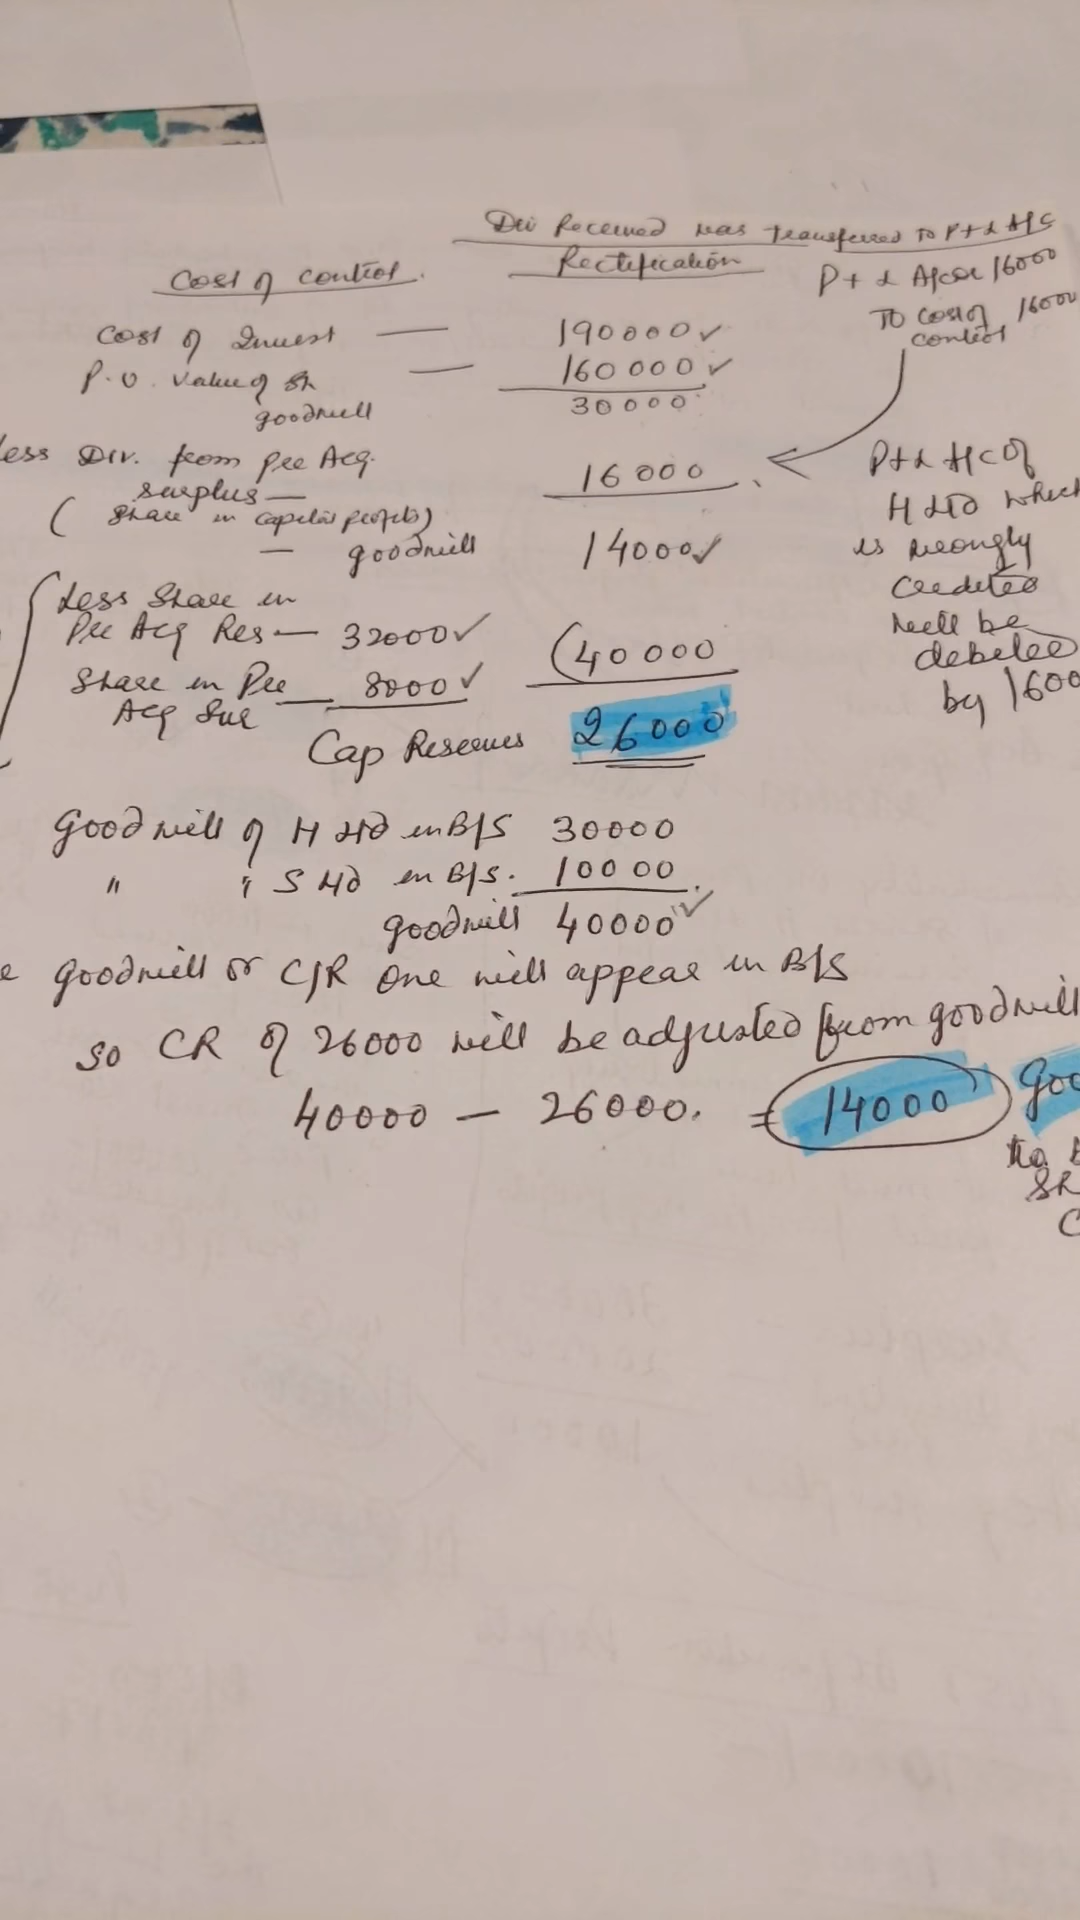 Div Received was transferred to P+L A/C
Cost of control.
Rectification
P+L A/c Dr 16000
To Cost of control 16000
Cost of Invest — 190000 ✓
P.U. Value of Sh — 160000 ✓
goodwill 30000
Less Div. from Pre Acq. surplus — 16000
(Share in capital profits)
— goodwill 14000 ✓
P+L A/C of
H Ltd which
is wrongly
credited
will be
debited
by 1600
Less Share in
Pre Acq Res — 32000 ✓
(40000
Share in Pre — 8000 ✓
Acq Sur
Cap Reserves 26000
Goodwill of H Ltd in B/S 30000
" " S Ltd in B/S. 10000
goodwill 40000 ✓
goodwill or C/R one will appear in B/S
so CR of 26000 will be adjusted from goodwill
40000 — 26000. = 14000